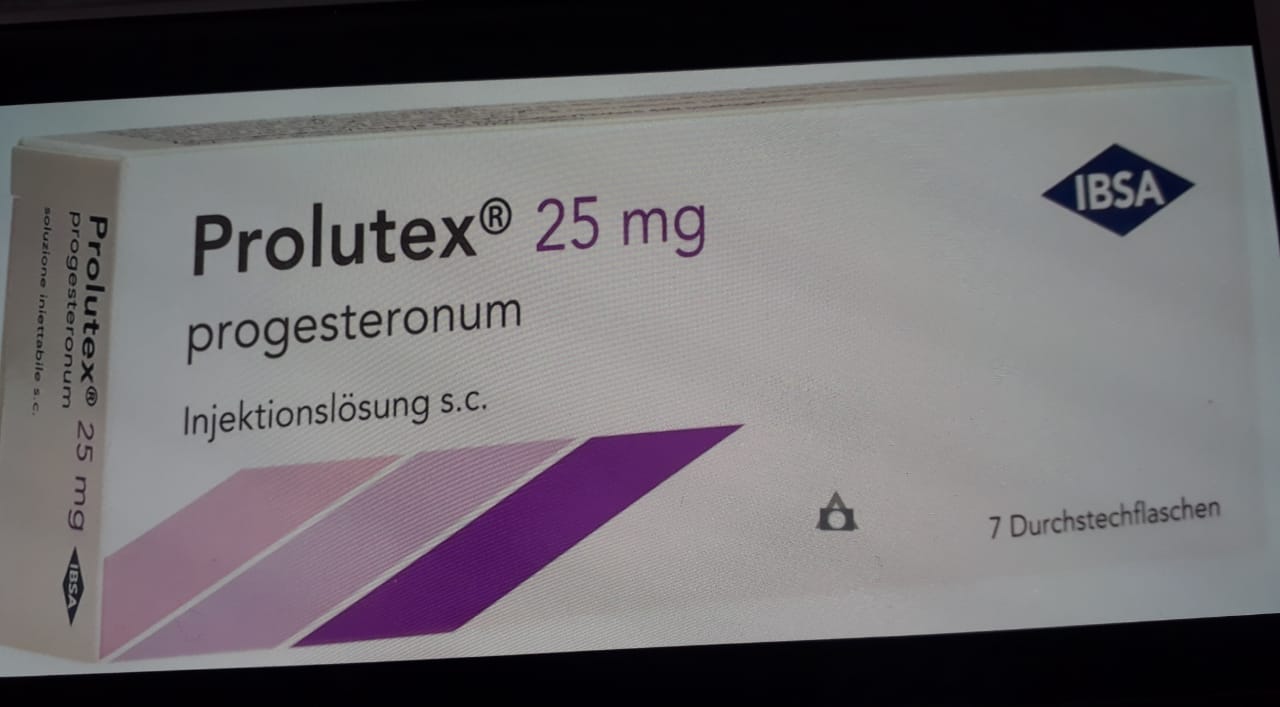 Prolutex® 25 mg
progesteronum
Injektionslösung s.c.
IBSA
7 Durchstechflaschen
Prolutex® 25 mg
progesteronum
soluzione iniettabile s.c.
IBSA